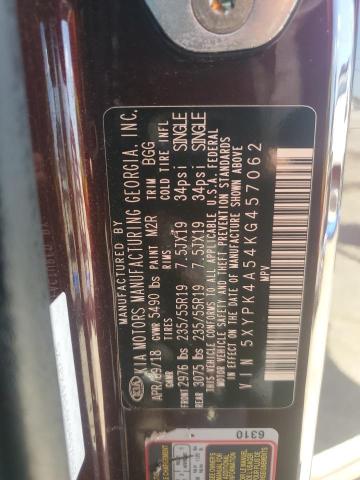 MANUFACTURED BY
KIA MOTORS MANUFACTURING GEORGIA, INC.
APR/09/18 GVWR 5490 lbs PAINT M2R TRIM BGG
GAWR COLD TIRE INFL
FRONT 2976 lbs 235/55R19 7.5JX19 34psi SINGLE
REAR 3075 lbs 235/55R19 7.5JX19 34psi SINGLE
THIS VEHICLE CONFORMS TO ALL APPLICABLE U.S.A. FEDERAL
MOTOR VEHICLE SAFETY AND THEFT PREVENTION STANDARDS
IN EFFECT ON THE DATE OF MANUFACTURE SHOWN ABOVE
VIN 5XYPK4A54KG457062
MPV
KIA
6310